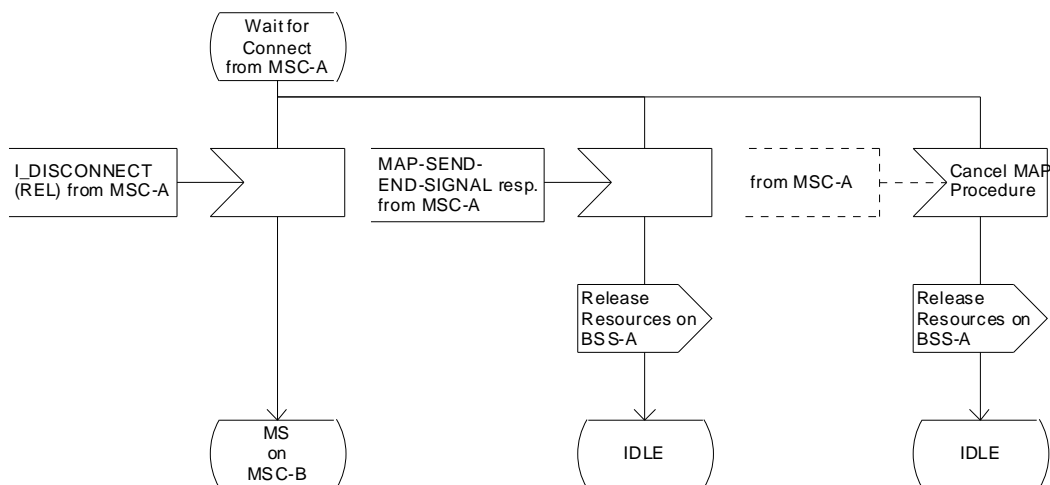 Wait for
Connect
from MSC-A
I_DISCONNECT
(REL) from MSC-A
MAP-SEND-
END-SIGNAL resp.
from MSC-A
from MSC-A
Cancel MAP
Procedure
Release
Resources on
BSS-A
Release
Resources on
BSS-A
MS
on
MSC-B
IDLE
IDLE